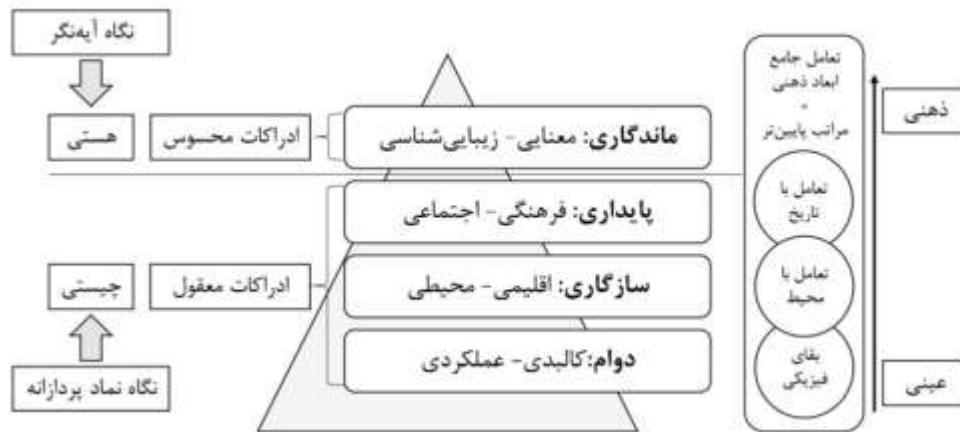 نگاه آیه‌نگر
هستی
ادراکات محسوس
ماندگاری: معنایی- زیبایی‌شناسی
پایداری: فرهنگی- اجتماعی
چیستی
ادراکات معقول
سازگاری: اقلیمی- محیطی
دوام:کالبدی- عملکردی
نگاه نماد پردازانه
تعامل جامع
ابعاد ذهنی
+
مراتب پایین‌تر
تعامل با
تاریخ
تعامل با
محیط
بقای
فیزیکی
ذهنی
عینی